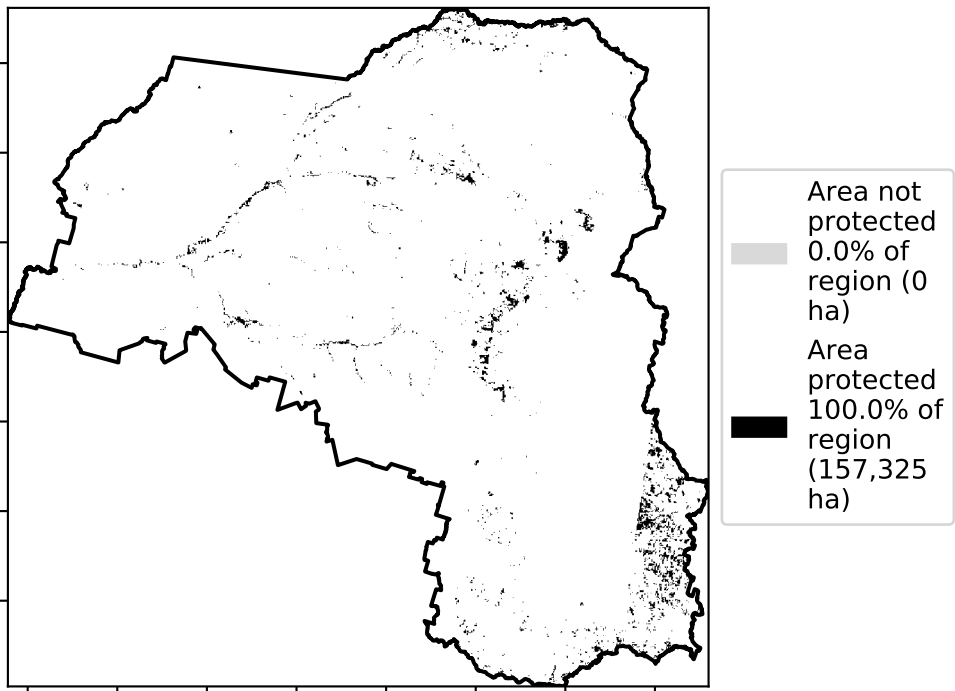 Area not
protected
0.0% of
region (0
ha)
Area
protected
100.0% of
region
(157,325
ha)